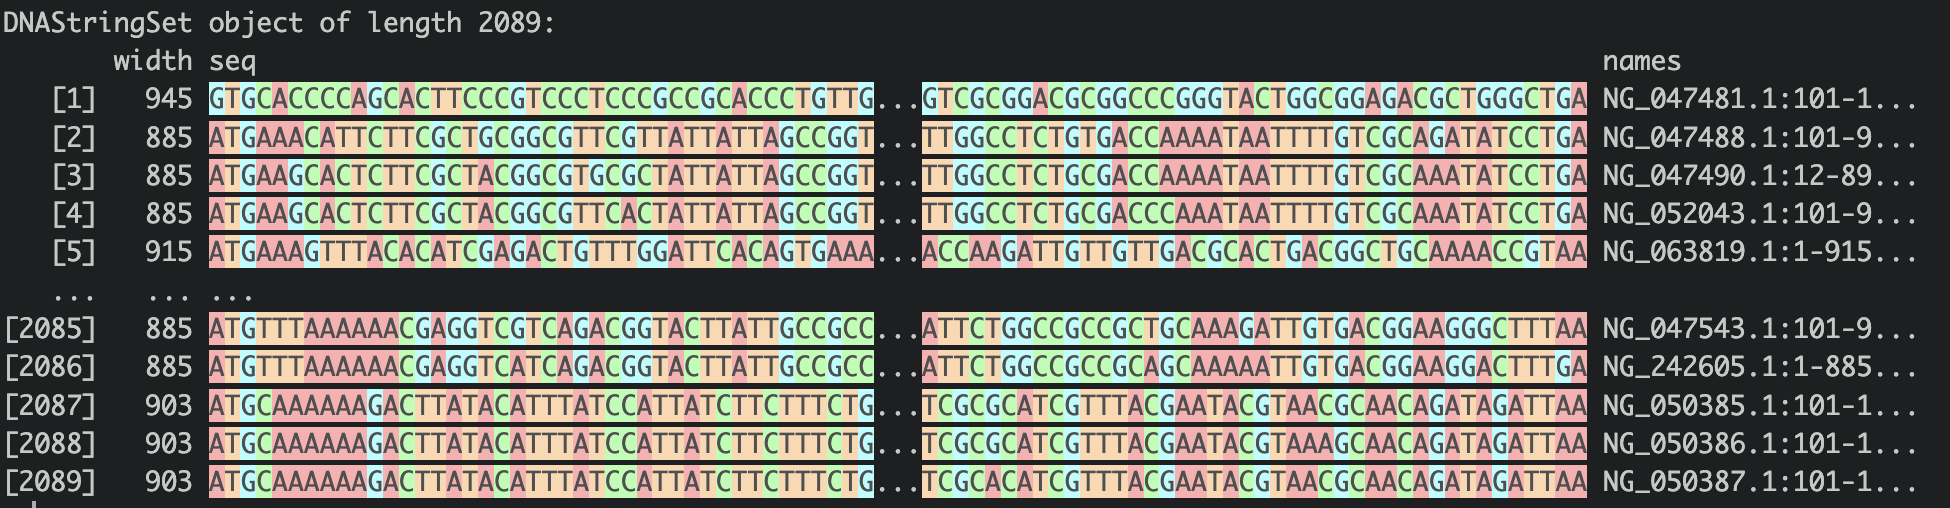 DNAStringSet object of length 2089:
width seq names
[1] 945 GTGCACCCCAGCACTTCCCGTCCCTCCCGCCGCACCCTGTTG...GTCGCGGACGCGGCCCGGGTACTGGCGGAGACGCTGGGCTGA NG_047481.1:101-1...
[2] 885 ATGAAACATTCTTCGCTGCGGCGTTCGTTATTATTAGCCGGT...TTGGCCTCTGTGACCAAAATAATTTTGTCGCAGATATCCTGA NG_047488.1:101-9...
[3] 885 ATGAAGCACTCTTCGCTACGGCGTGCGCTATTATTAGCCGGT...TTGGCCTCTGCGACCAAAATAATTTTGTCGCAAATATCCTGA NG_047490.1:12-89...
[4] 885 ATGAAGCACTCTTCGCTACGGCGTTCACTATTATTAGCCGGT...TTGGCCTCTGCGACCCAAATAATTTTGTCGCAAATATCCTGA NG_052043.1:101-9...
[5] 915 ATGAAAGTTTACACATCGAGACTGTTTGGATTCACAGTGAAA...ACCAAGATTGTTGTTGACGCACTGACGGCTGCAAAACCGTAA NG_063819.1:1-915...
... ... ...
[2085] 885 ATGTTTAAAAAACGAGGTCGTCAGACGGTACTTATTGCCGCC...ATTCTGGCCGCCGCTGCAAAGATTGTGACGGAAGGGCTTTAA NG_047543.1:101-9...
[2086] 885 ATGTTTAAAAAACGAGGTCATCAGACGGTACTTATTGCCGCC...ATTCTGGCCGCCGCAGCAAAAATTGTGACGGAAGGACTTTGA NG_242605.1:1-885...
[2087] 903 ATGCAAAAAAGACTTATACATTTATCCATTATCTTCTTTCTG...TCGCGCATCGTTTACGAATACGTAACGCAACAGATAGATTAA NG_050385.1:101-1...
[2088] 903 ATGCAAAAAAGACTTATACATTTATCCATTATCTTCTTTCTG...TCGCGCATCGTTTACGAATACGTAAAGCAACAGATAGATTAA NG_050386.1:101-1...
[2089] 903 ATGCAAAAAAGACTTATACATTTATCCATTATCTTCTTTCTG...TCGCACATCGTTTACGAATACGTAACGCAACAGATAGATTAA NG_050387.1:101-1...